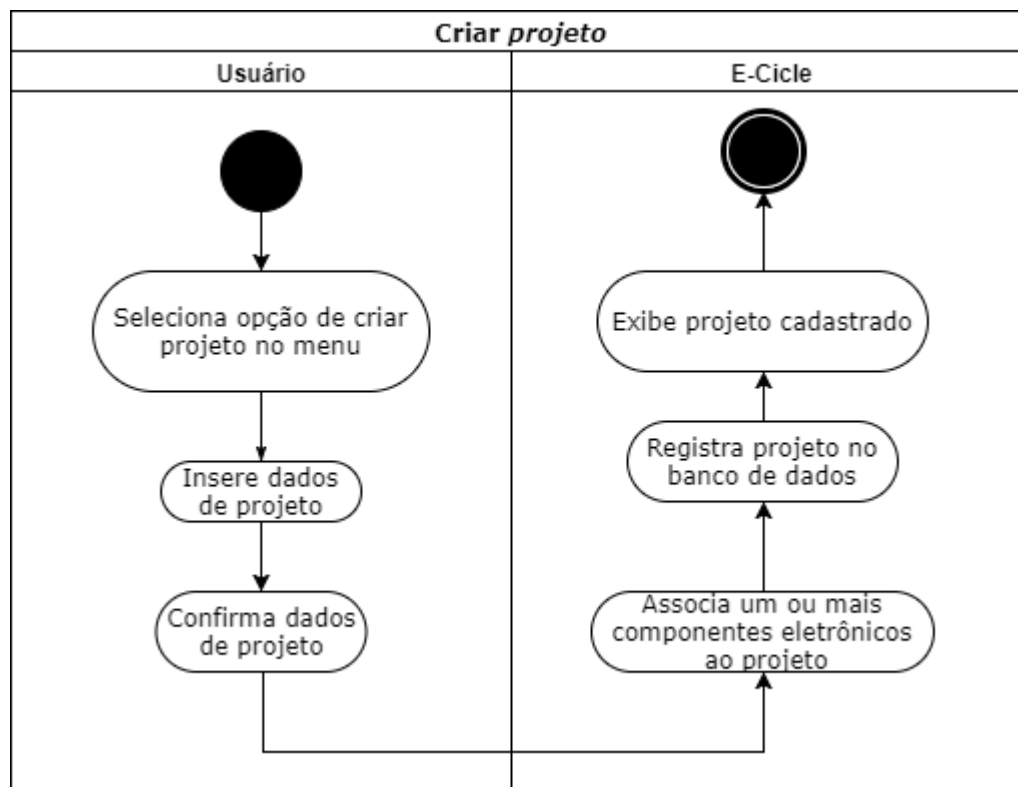 Criar projeto
Usuário
E-Cicle
Seleciona opção de criar
projeto no menu
Insere dados
de projeto
Confirma dados
de projeto
Associa um ou mais
componentes eletrônicos
ao projeto
Registra projeto no
banco de dados
Exibe projeto cadastrado